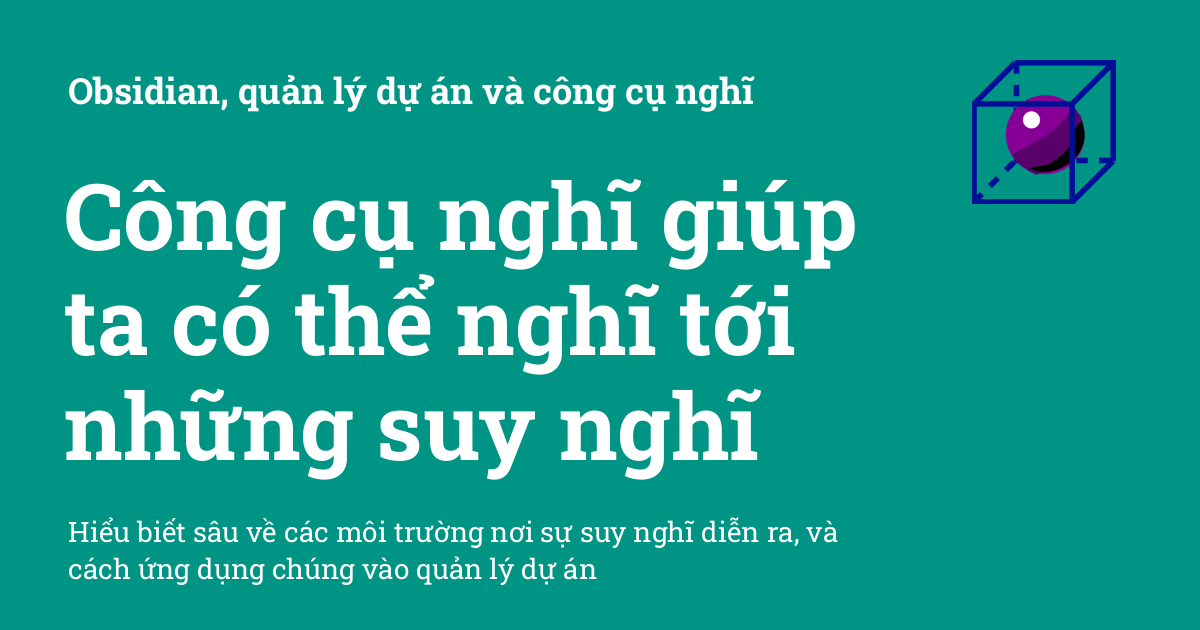 Obsidian, quản lý dự án và công cụ nghĩ
Công cụ nghĩ giúp
ta có thể nghĩ tới
những suy nghĩ
Hiểu biết sâu về các môi trường nơi sự suy nghĩ diễn ra, và
cách ứng dụng chúng vào quản lý dự án